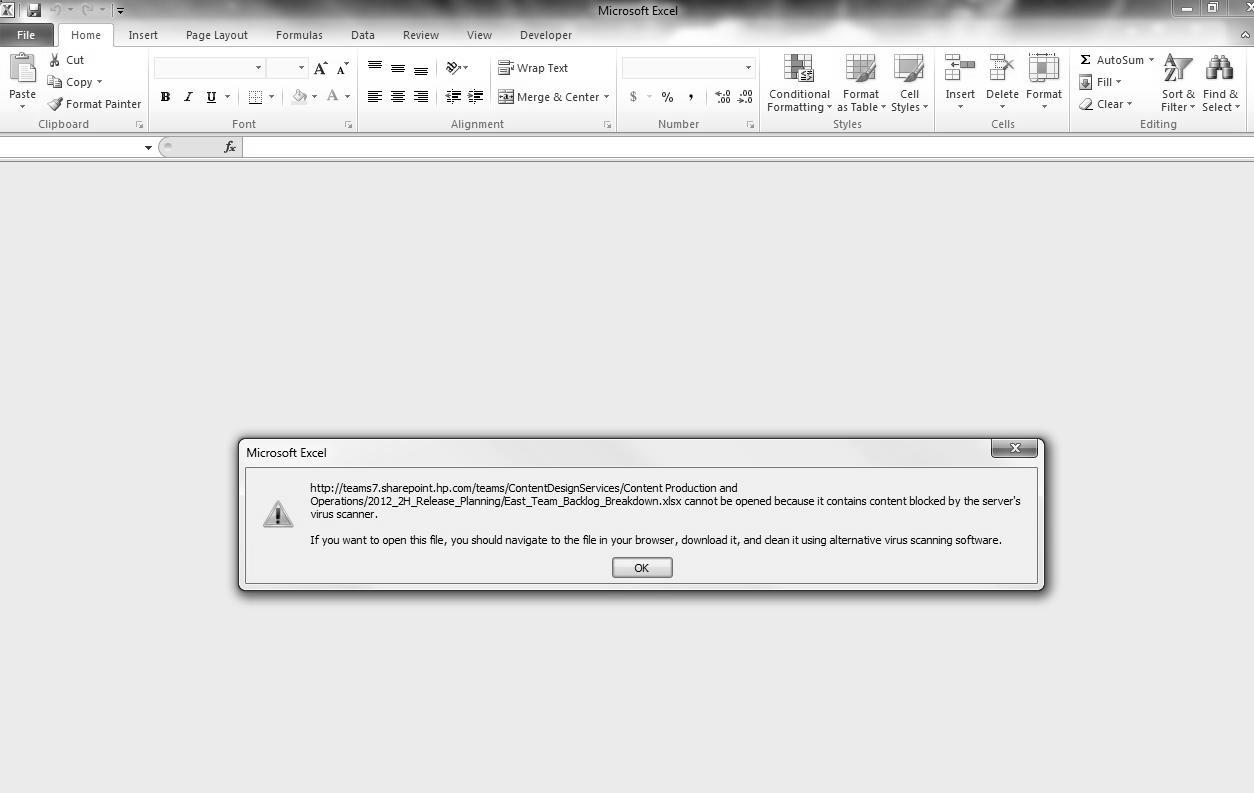 Microsoft Excel
File Home Insert Page Layout Formulas Data Review View Developer
Paste
Cut
Copy
Format Painter
Clipboard
A A
B I U A
Font
Wrap Text
Merge & Center
Alignment
$ % , .00 .00
Number
Conditional Formatting
Format as Table
Cell Styles
Styles
Insert Delete Format
Cells
Σ AutoSum
Fill
Clear
Sort & Filter
Find & Select
Editing
fx
Microsoft Excel
http://teams7.sharepoint.hp.com/teams/ContentDesignServices/Content Production and
Operations/2012_2H_Release_Planning/East_Team_Backlog_Breakdown.xlsx cannot be opened because it contains content blocked by the server's
virus scanner.
If you want to open this file, you should navigate to the file in your browser, download it, and clean it using alternative virus scanning software.
OK